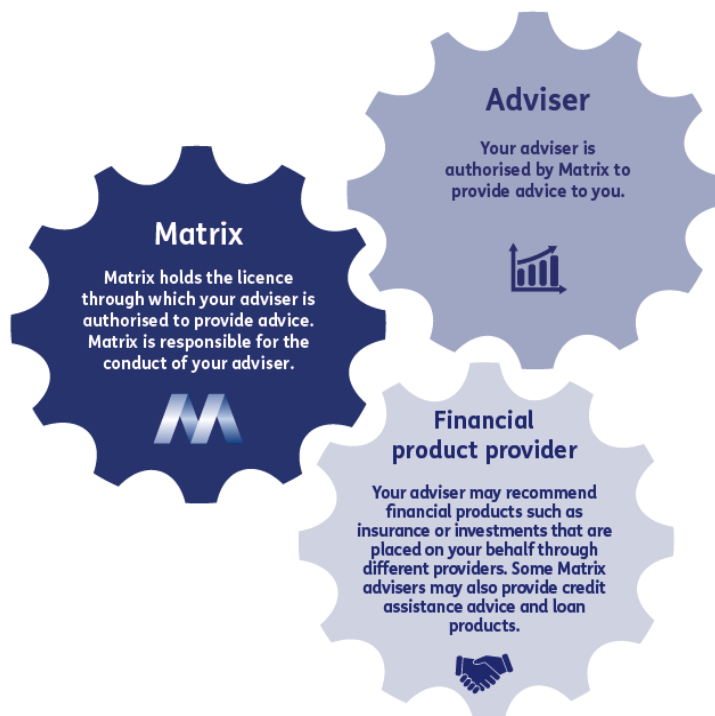 Adviser
Your adviser is
authorised by Matrix to
provide advice to you.
Matrix
Matrix holds the licence
through which your adviser is
authorised to provide advice.
Matrix is responsible for the
conduct of your adviser.
M
Financial
product provider
Your adviser may recommend
financial products such as
insurance or investments that are
placed on your behalf through
different providers. Some Matrix
advisers may also provide credit
assistance advice and loan
products.